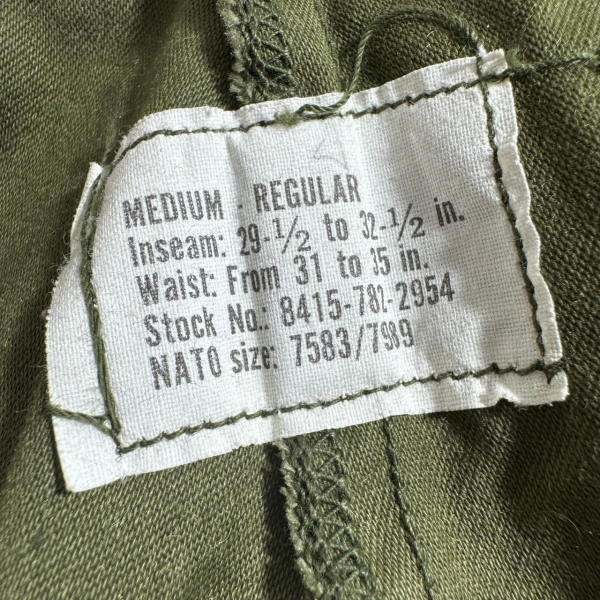 MEDIUM - REGULAR
Inseam: 29-1/2 to 32-1/2 in.
Waist: From 31 to 35 in.
Stock No.: 8415-782-2954
NATO size: 7583/7989